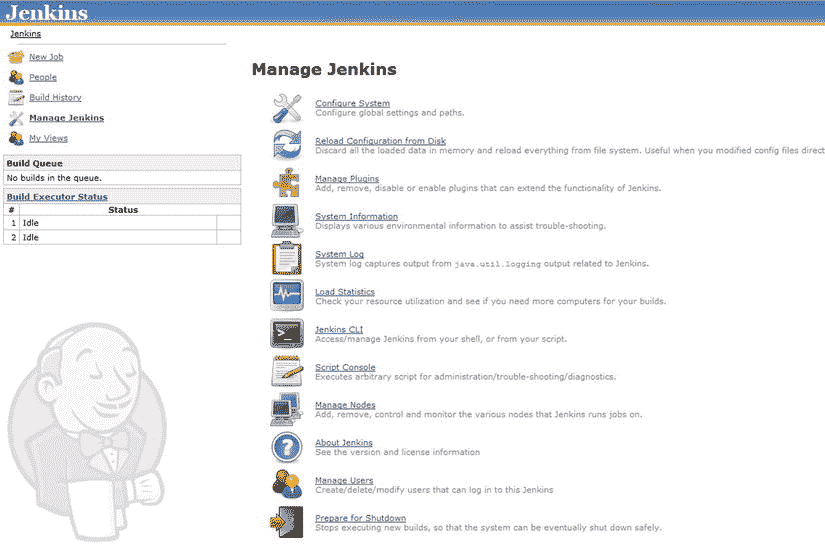 Jenkins
Jenkins
New Job
People
Build History
Manage Jenkins
My Views
Build Queue
No builds in the queue.
Build Executor Status
# Status
1 Idle
2 Idle
Manage Jenkins
Configure System
Configure global settings and paths.
Reload Configuration from Disk
Discard all the loaded data in memory and reload everything from file system. Useful when you modified config files direct
Manage Plugins
Add, remove, disable or enable plugins that can extend the functionality of Jenkins.
System Information
Displays various environmental information to assist trouble-shooting.
System Log
System log captures output from java.util.logging output related to Jenkins.
Load Statistics
Check your resource utilization and see if you need more computers for your builds.
>_
Jenkins CLI
Access/manage Jenkins from your shell, or from your script.
Script Console
Executes arbitrary script for administration/trouble-shooting/diagnostics.
Manage Nodes
Add, remove, control and monitor the various nodes that Jenkins runs jobs on.
?
About Jenkins
See the version and license information
Manage Users
Create/delete/modify users that can log in to this Jenkins
Prepare for Shutdown
Stops executing new builds, so that the system can be eventually shut down safely.